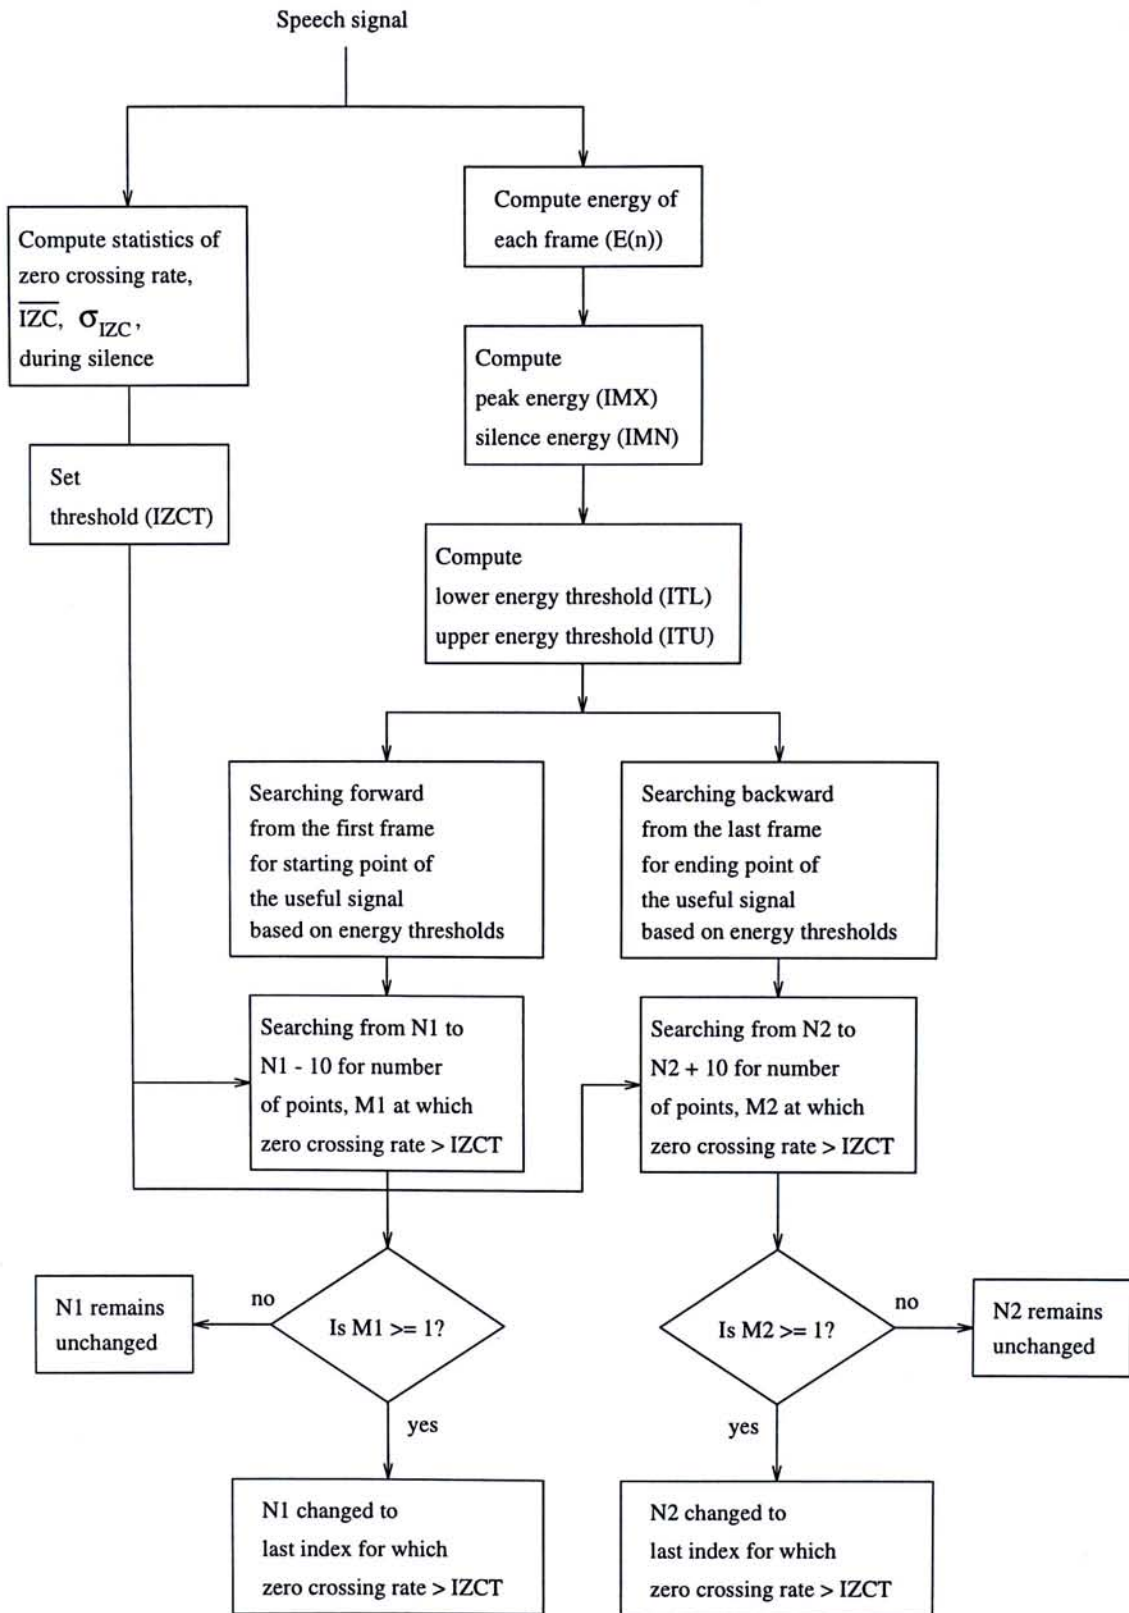 Speech signal
Compute statistics of
zero crossing rate,
I̅Z̅C̅, σ_IZC,
during silence
Set
threshold (IZCT)
Compute energy of
each frame (E(n))
Compute
peak energy (IMX)
silence energy (IMN)
Compute
lower energy threshold (ITL)
upper energy threshold (ITU)
Searching forward
from the first frame
for starting point of
the useful signal
based on energy thresholds
Searching backward
from the last frame
for ending point of
the useful signal
based on energy thresholds
Searching from N1 to
N1 - 10 for number
of points, M1 at which
zero crossing rate > IZCT
Searching from N2 to
N2 + 10 for number
of points, M2 at which
zero crossing rate > IZCT
N1 remains
unchanged
no
Is M1 >= 1?
yes
Is M2 >= 1?
no
yes
N2 remains
unchanged
N1 changed to
last index for which
zero crossing rate > IZCT
N2 changed to
last index for which
zero crossing rate > IZCT